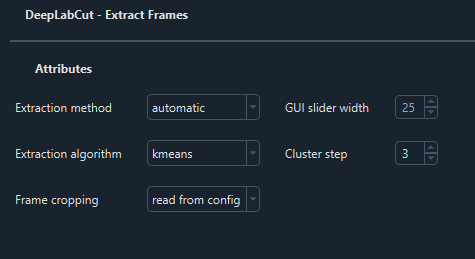 DeepLabCut - Extract Frames
Attributes
Extraction method automatic GUI slider width 25
Extraction algorithm kmeans Cluster step 3
Frame cropping read from config